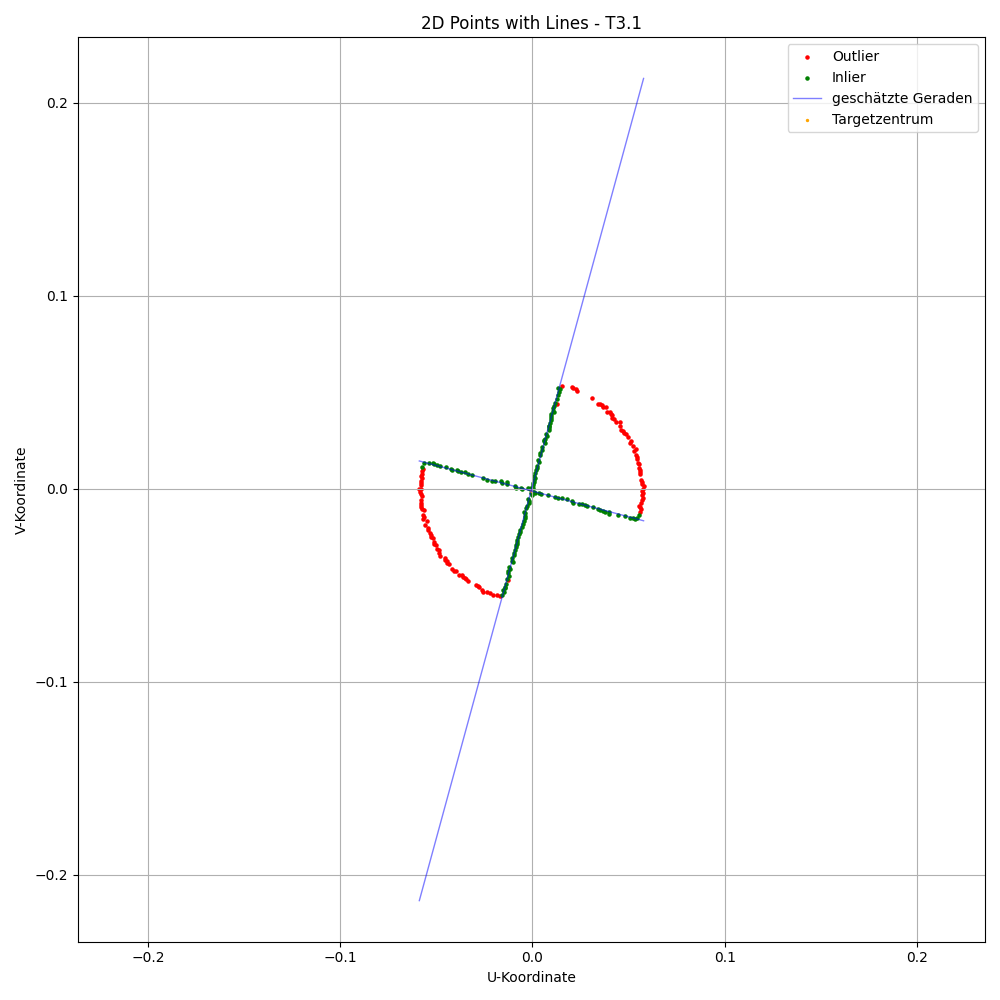 2D Points with Lines - T3.1
Outlier
Inlier
geschätzte Geraden
Targetzentrum
V-Koordinate
0.2
0.1
0.0
−0.1
−0.2
−0.2
−0.1
0.0
0.1
0.2
U-Koordinate